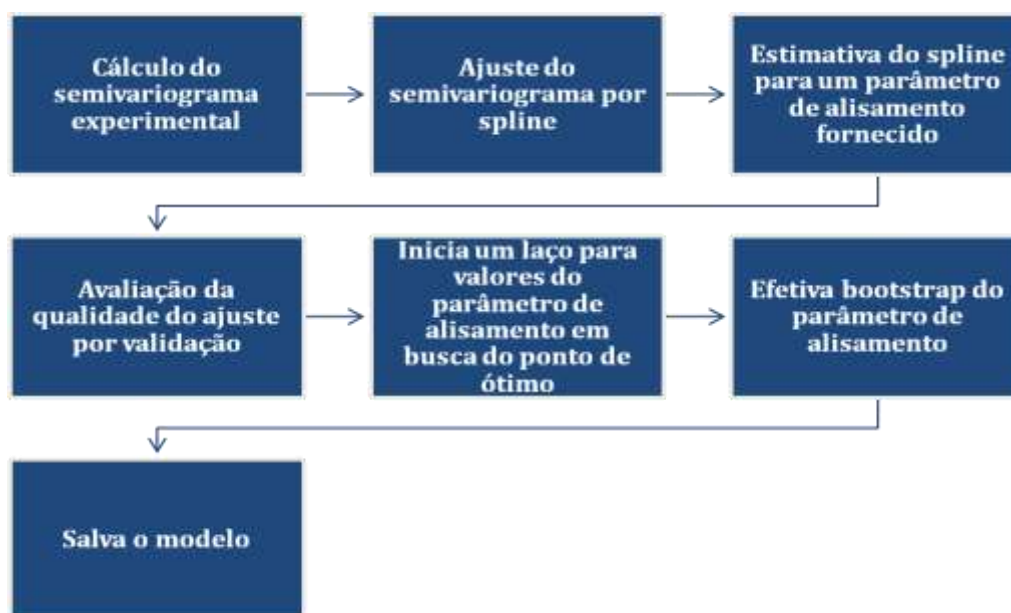 Cálculo do
semivariograma
experimental
Ajuste do
semivariograma por
spline
Estimativa do spline
para um parâmetro
de alisamento
fornecido
Avaliação da
qualidade do ajuste
por validação
Inicia um laço para
valores do
parâmetro de
alisamento em
busca do ponto de
ótimo
Efetiva bootstrap do
parâmetro de
alisamento
Salva o modelo